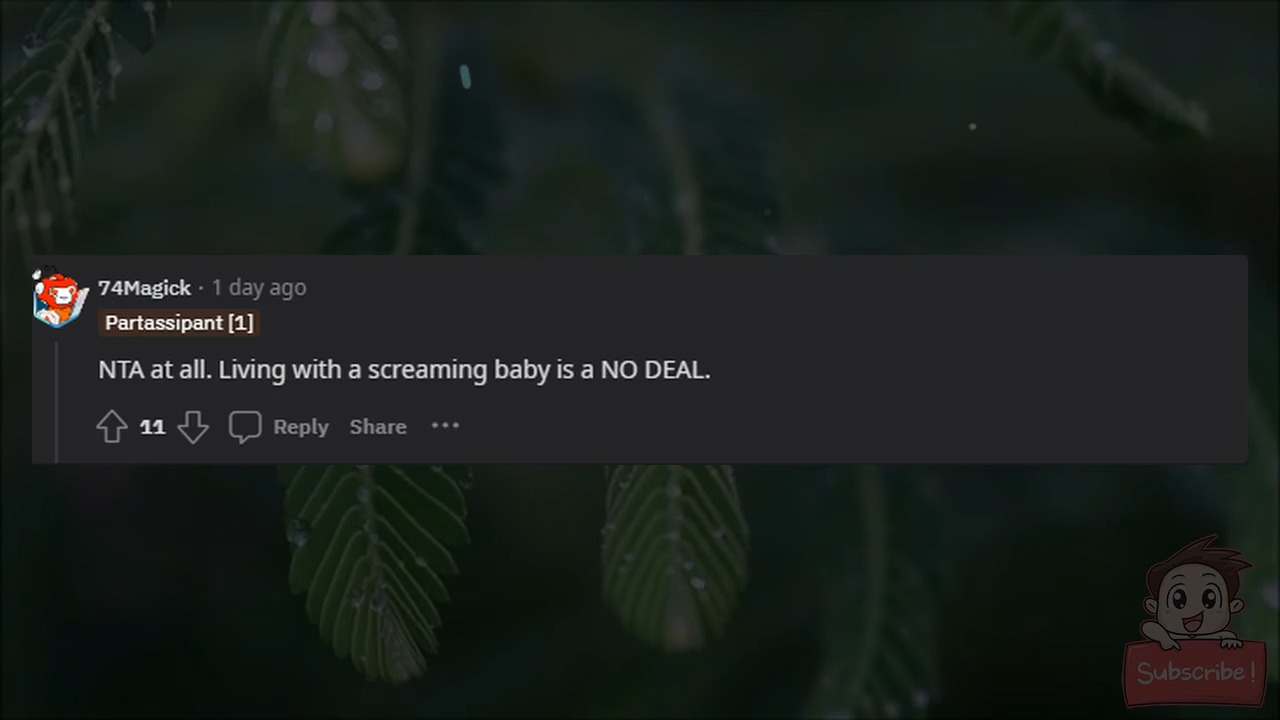 74Magick · 1 day ago
Partassipant [1]
NTA at all. Living with a screaming baby is a NO DEAL.
11 Reply Share ···
Subscribe!